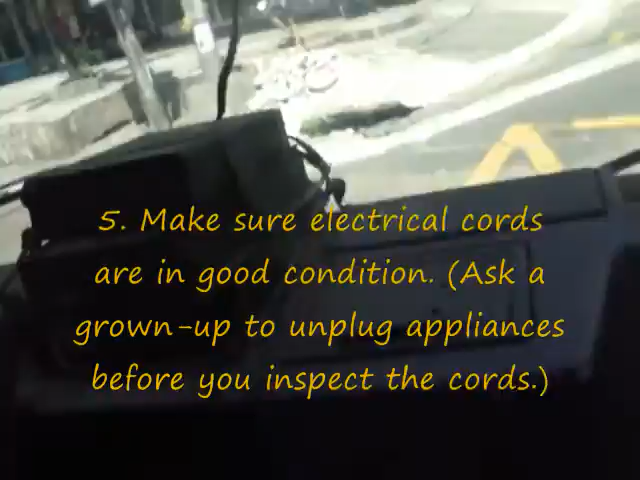 5. Make sure electrical cords
are in good condition. (Ask a
grown-up to unplug appliances
before you inspect the cords.)